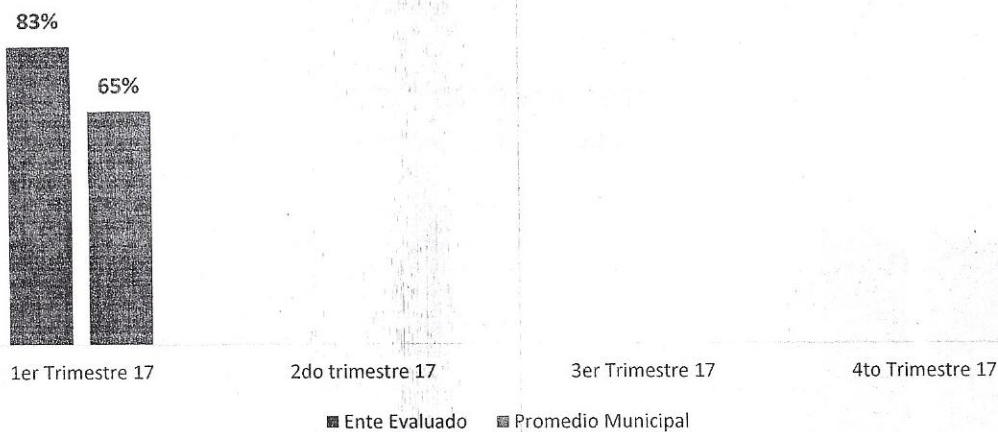 83%
65%
1er Trimestre 17 2do trimestre 17 3er Trimestre 17 4to Trimestre 17
Ente Evaluado Promedio Municipal